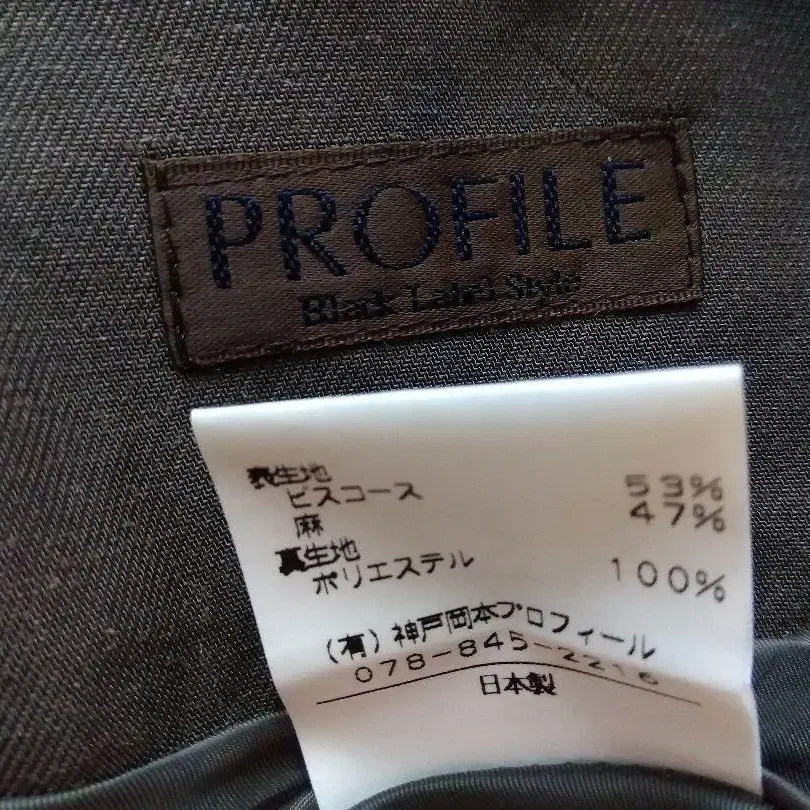 PROFILE
Black Label Style
表生地
ビスコース 53%
麻 47%
裏生地
ポリエステル 100%
(有)神戸岡本プロフィール
078-845-2216
日本製